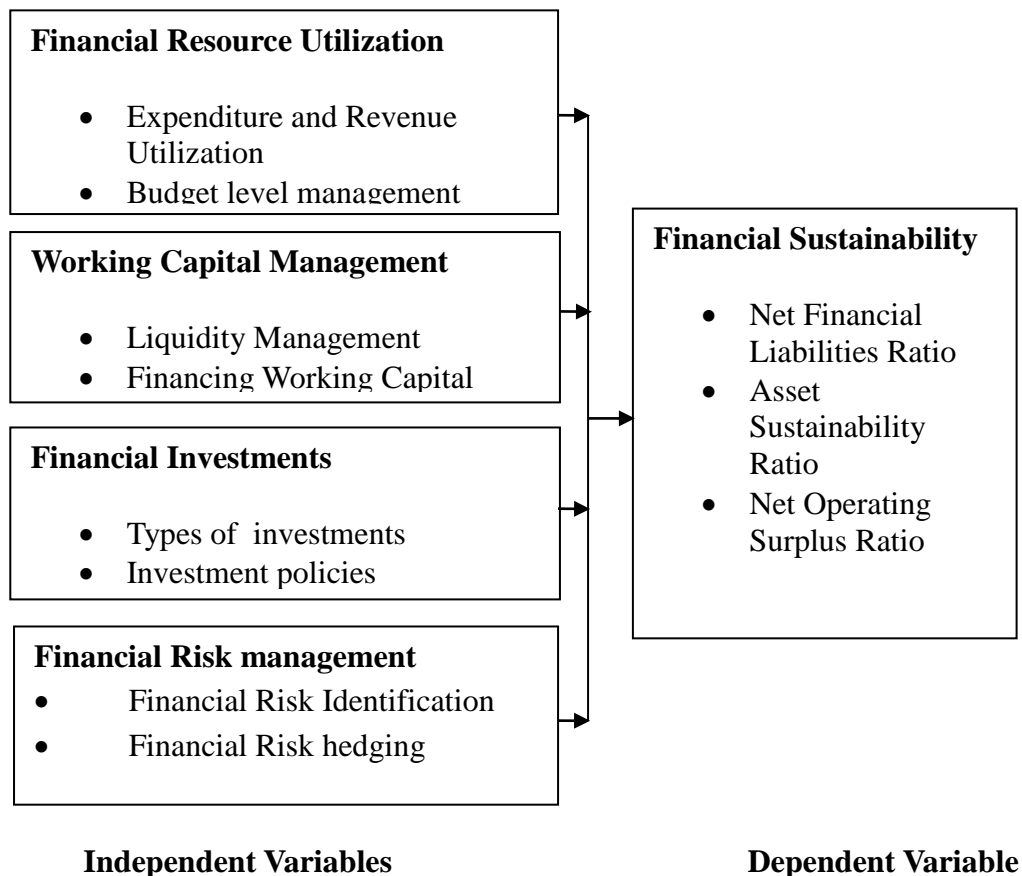 Financial Resource Utilization
• Expenditure and Revenue
Utilization
• Budget level management
Working Capital Management
• Liquidity Management
• Financing Working Capital
Financial Investments
• Types of investments
• Investment policies
Financial Risk management
• Financial Risk Identification
• Financial Risk hedging
Financial Sustainability
• Net Financial
Liabilities Ratio
• Asset
Sustainability
Ratio
• Net Operating
Surplus Ratio
Independent Variables
Dependent Variable